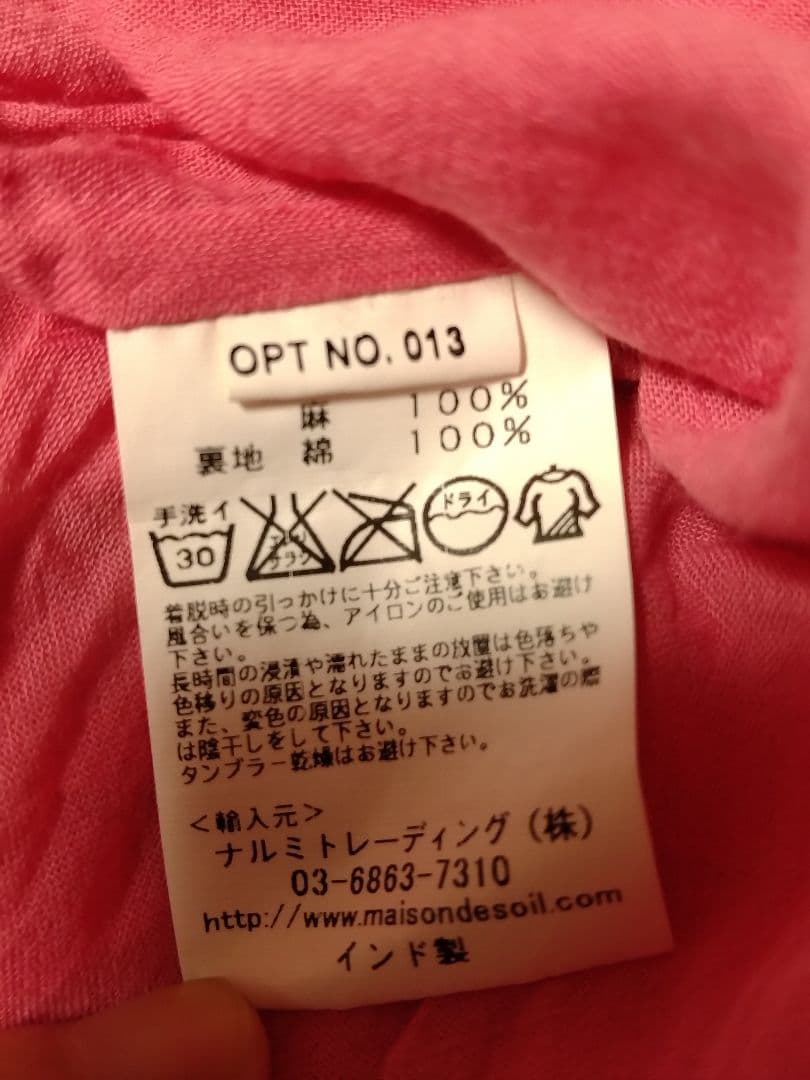 OPT NO. 013
麻 100%
裏地 綿 100%
手洗イ
30
エンソ
サラシ
ドライ
着脱時の引っかけに十分ご注意下さい。
風合いを保つ為、アイロンのご使用はお避け
下さい。
長時間の浸漬や濡れたままの放置は色落ちや
色移りの原因となりますのでお避け下さい。
また、変色の原因となりますのでお洗濯の際
は陰干しをして下さい。
タンブラー乾燥はお避け下さい。
<輸入元>
ナルミトレーディング(株)
03-6863-7310
http://www.maisondesoil.com
インド製